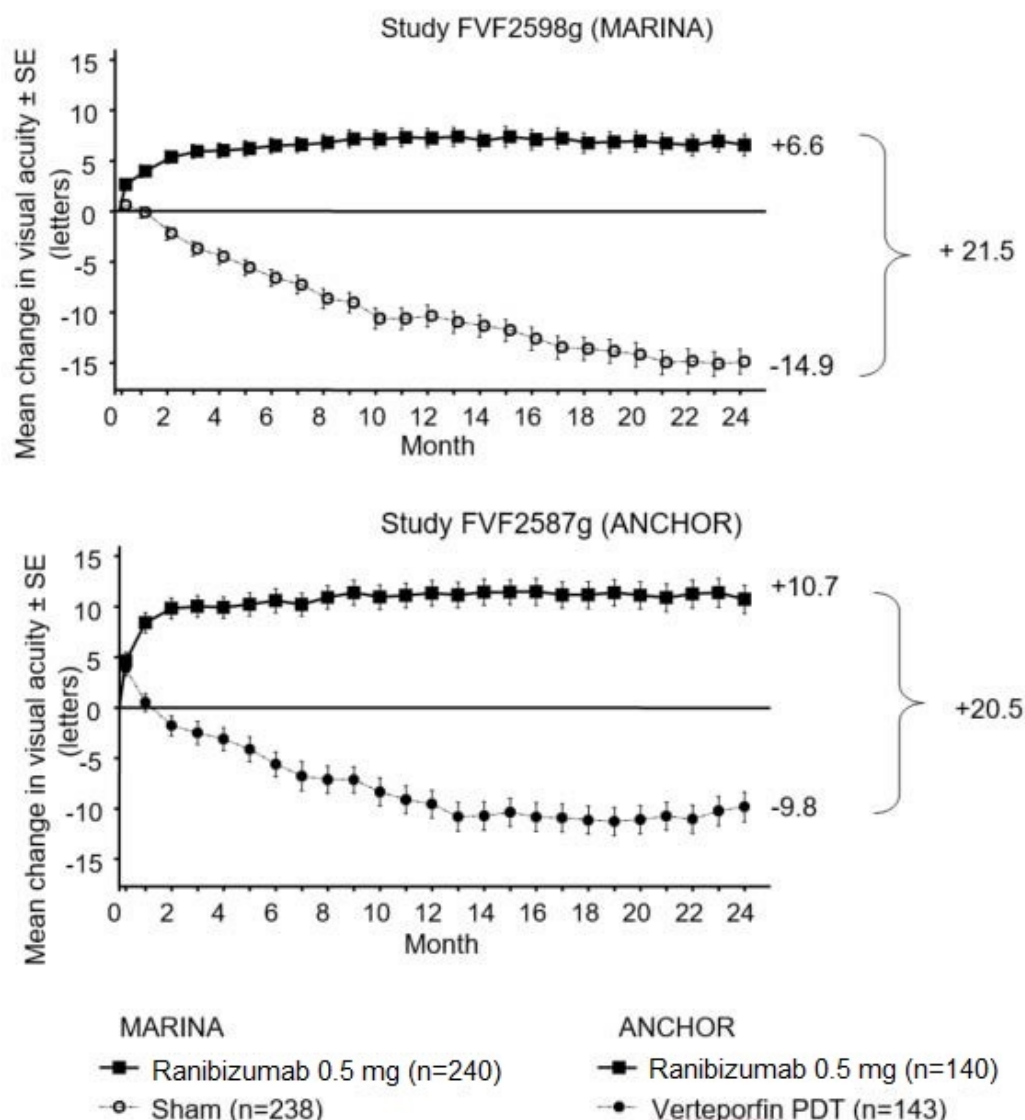 Study FVF2598g (MARINA)
Mean change in visual acuity ± SE
(letters)
15
10
5
0
-5
-10
-15
+6.6
-14.9
+ 21.5
0 2 4 6 8 10 12 14 16 18 20 22 24
Month
Study FVF2587g (ANCHOR)
Mean change in visual acuity ± SE
(letters)
15
10
5
0
-5
-10
-15
+10.7
-9.8
+20.5
0 2 4 6 8 10 12 14 16 18 20 22 24
Month
MARINA
Ranibizumab 0.5 mg (n=240)
Sham (n=238)
ANCHOR
Ranibizumab 0.5 mg (n=140)
Verteporfin PDT (n=143)